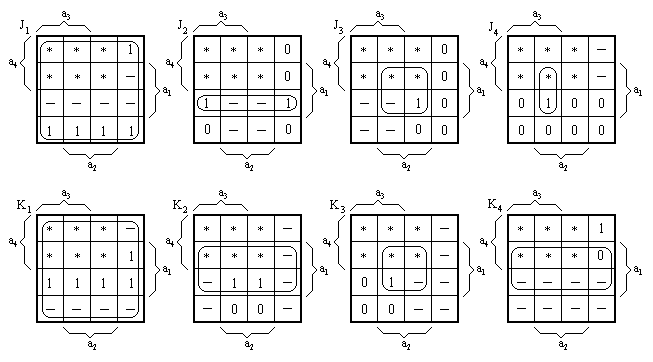 a3 a3 a3 a3
J1 J2 J3 J4
* * * 1 * * * 0 * * * 0 * * * −
a4 a4 a4 a4
* * * − * * * 0 * * * 0 * * * −
a1 a1 a1 a1
− − − − 1 − − 1 − − 1 0 0 1 0 0
1 1 1 1 0 − − 0 − − 0 0 0 0 0 0
a2 a2 a2 a2
a3 a3 a3 a3
K1 K2 K3 K4
* * * − * * * − * * * − * * * 1
a4 a4 a4 a4
* * * 1 * * * − * * * − * * * 0
a1 a1 a1 a1
1 1 1 1 − 1 1 − 0 1 − − − − − −
− − − − − 0 0 − 0 0 − − − − − −
a2 a2 a2 a2